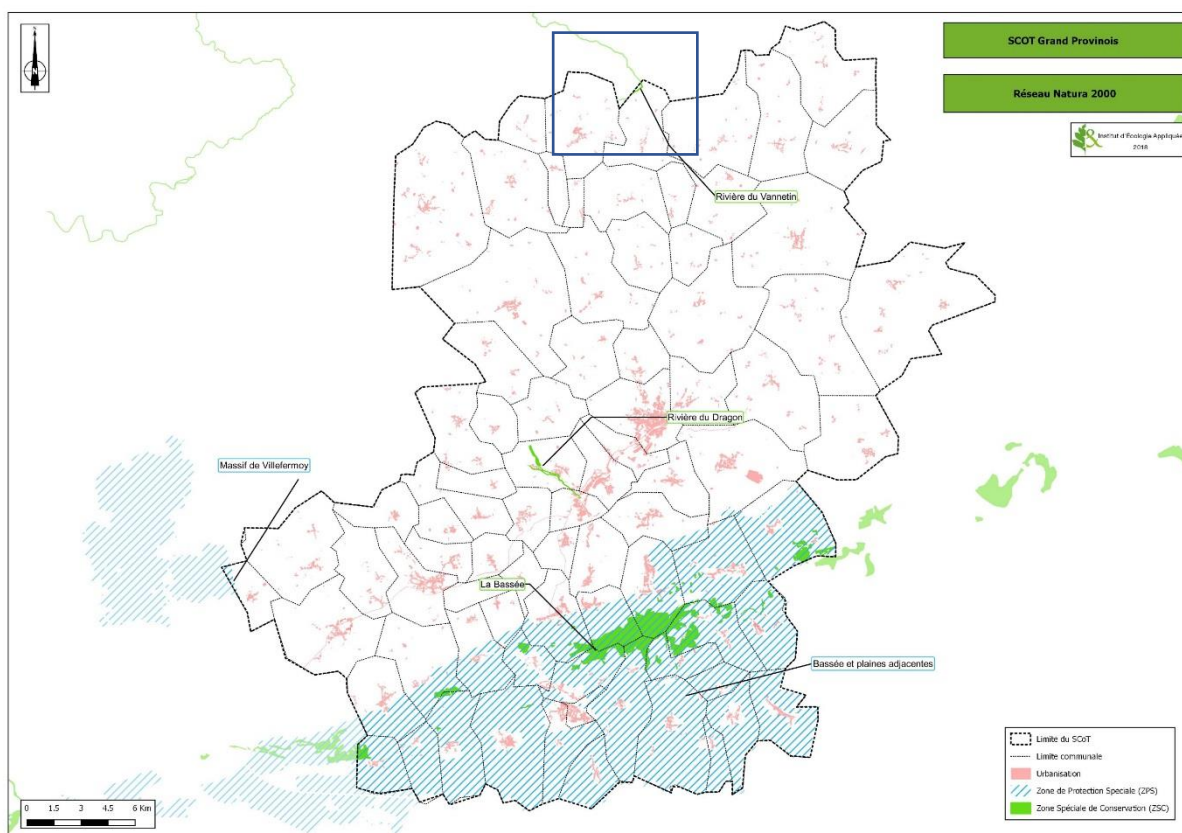 N
SCOT Grand Provinois
Réseau Natura 2000
Institut d'Ecologie Appliquée
2018
Rivière du Vannetin
Rivière du Dragon
Massif de Villefermoy
La Bassée
Bassée et plaines adjacentes
Limite du SCoT
Limite communale
Urbanisation
Zone de Protection Speciale (ZPS)
Zone Spéciale de Conservation (ZSC)
0 1.5 3 4.5 6 Km